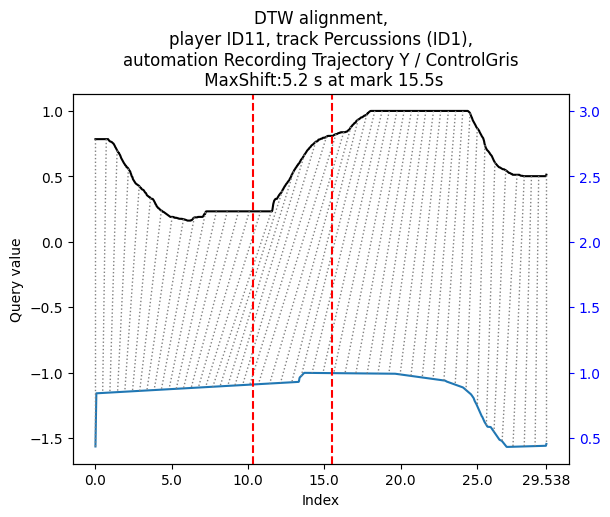 DTW alignment,
player ID11, track Percussions (ID1),
automation Recording Trajectory Y / ControlGris
MaxShift:5.2 s at mark 15.5s
Query value
1.0
0.5
0.0
−0.5
−1.0
−1.5
3.0
2.5
2.0
1.5
1.0
0.5
0.0 5.0 10.0 15.0 20.0 25.0 29.538
Index